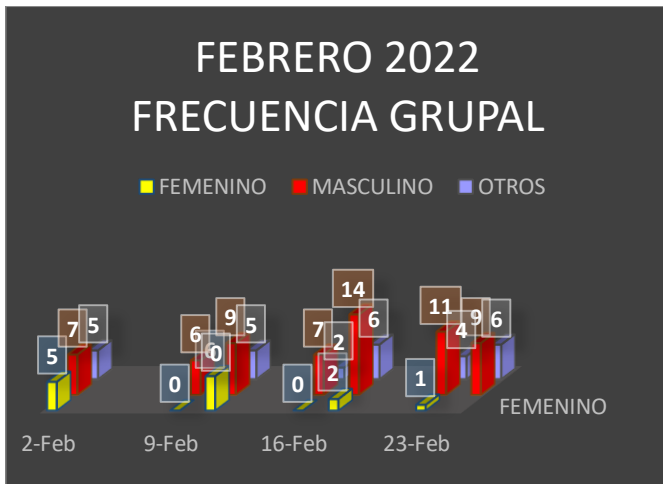 FEBRERO 2022
FRECUENCIA GRUPAL
FEMENINO MASCULINO OTROS
5 7 5
0 6 6 0 9 5
0 7 2 2 14 6
1 11 4 9 6
FEMENINO
2-Feb 9-Feb 16-Feb 23-Feb